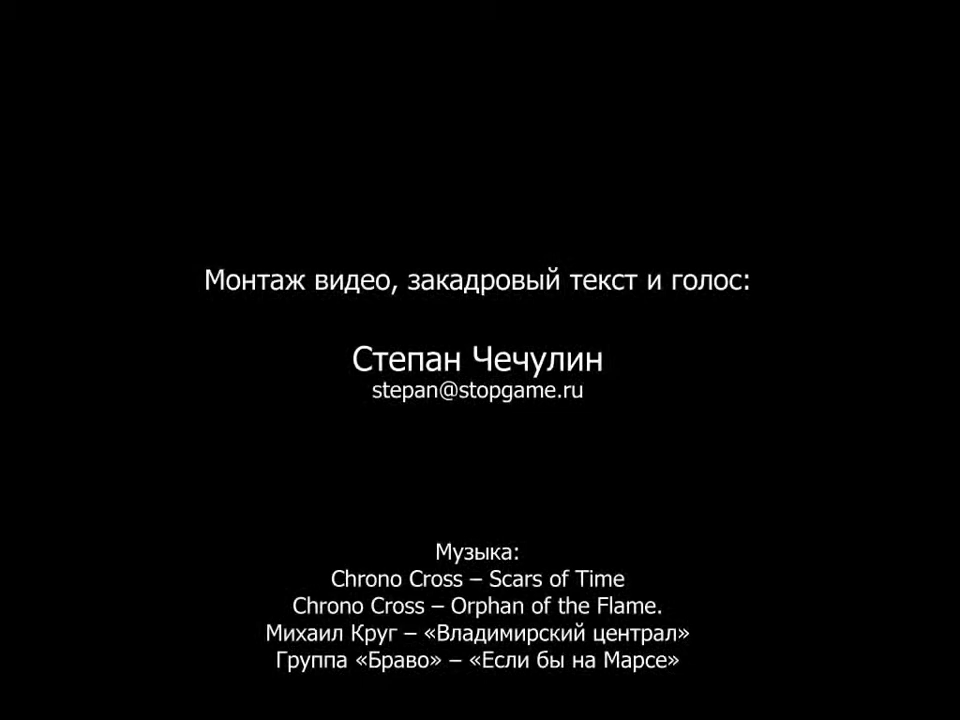 Монтаж видео, закадровый текст и голос:
Степан Чечулин
stepan@stopgame.ru
Музыка:
Chrono Cross – Scars of Time
Chrono Cross – Orphan of the Flame.
Михаил Круг – «Владимирский централ»
Группа «Браво» – «Если бы на Марсе»